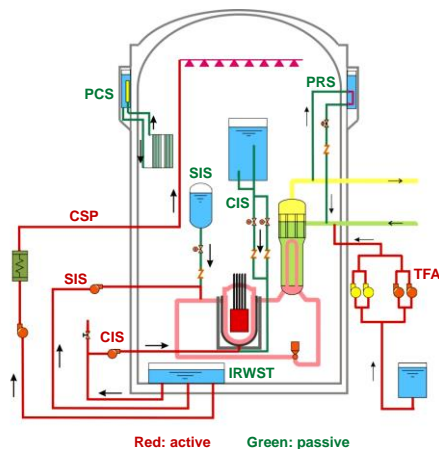 PCS
PRS
SIS
CIS
CSP
SIS
TFA
CIS
IRWST
Red: active Green: passive